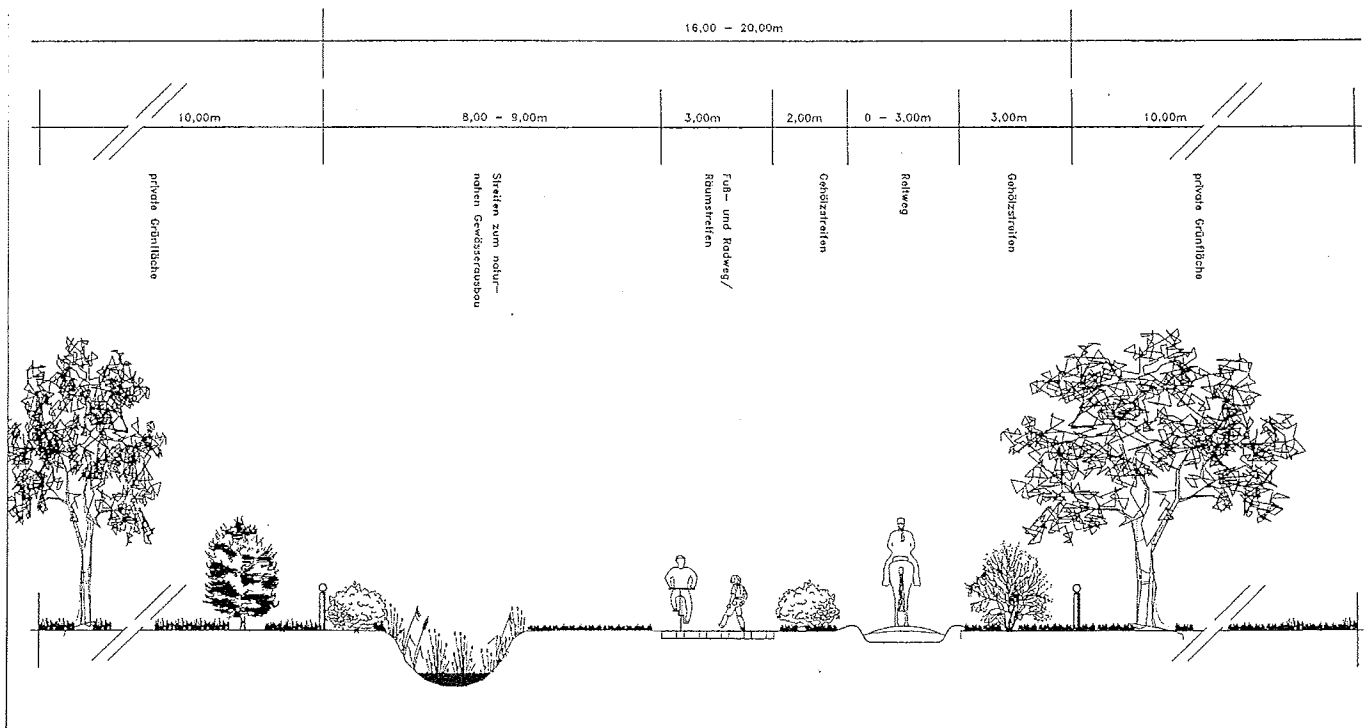 16,00 - 20,00m
10,00m
8,00 - 9,00m
3,00m
2,00m
0 - 3,00m
3,00m
10,00m
private Grünfläche
Streifen zum natur-
nahen Gewässerausbau
Fuß- und Radweg/
Räumstreifen
Gehölzstreifen
Reitweg
Gehölzstreifen
private Grünfläche